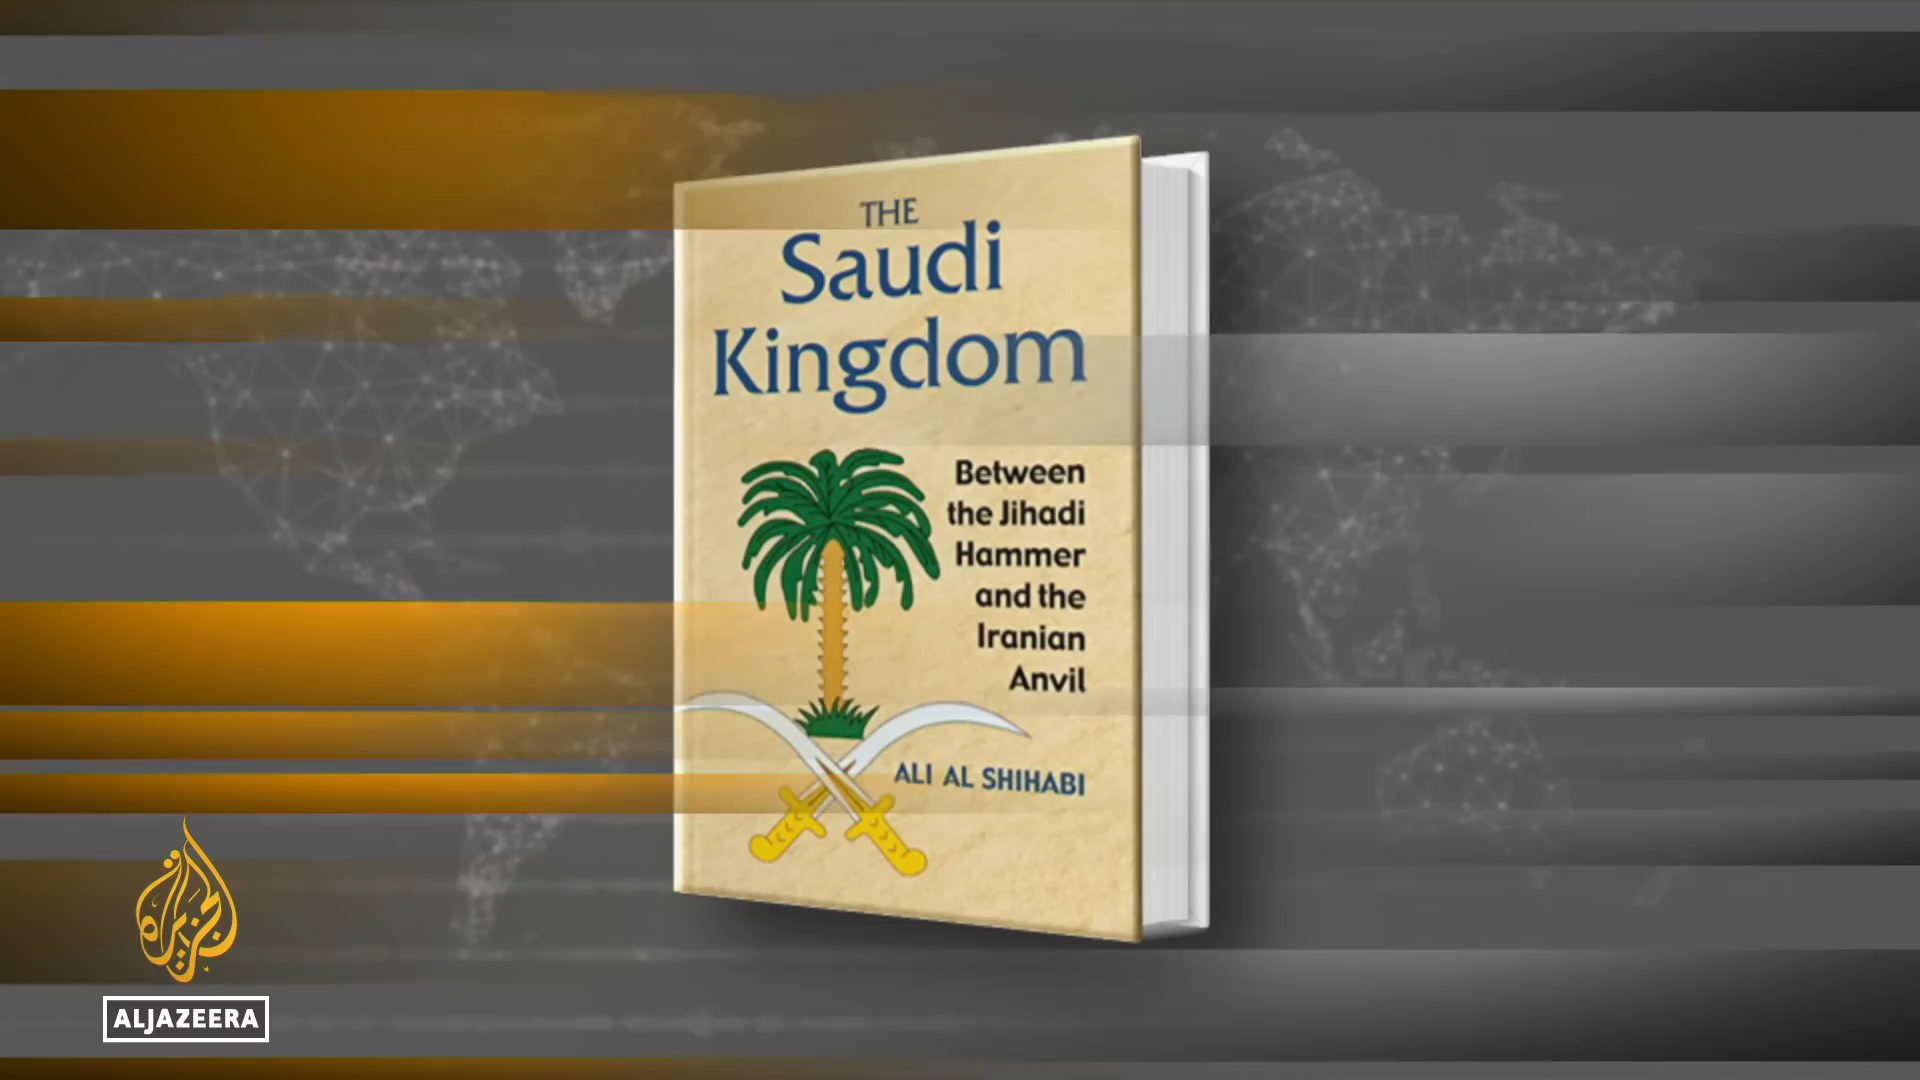 THE
Saudi
Kingdom
Between
the Jihadi
Hammer
and the
Iranian
Anvil
ALI AL SHIHABI
الجزيرة
ALJAZEERA